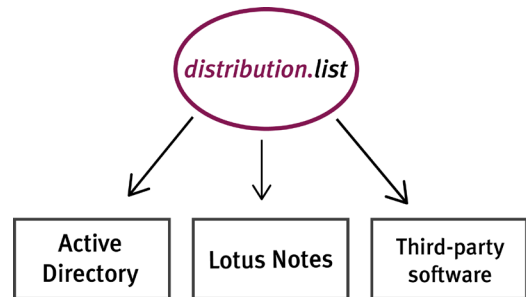 distribution.list
Active
Directory
Lotus Notes
Third-party
software